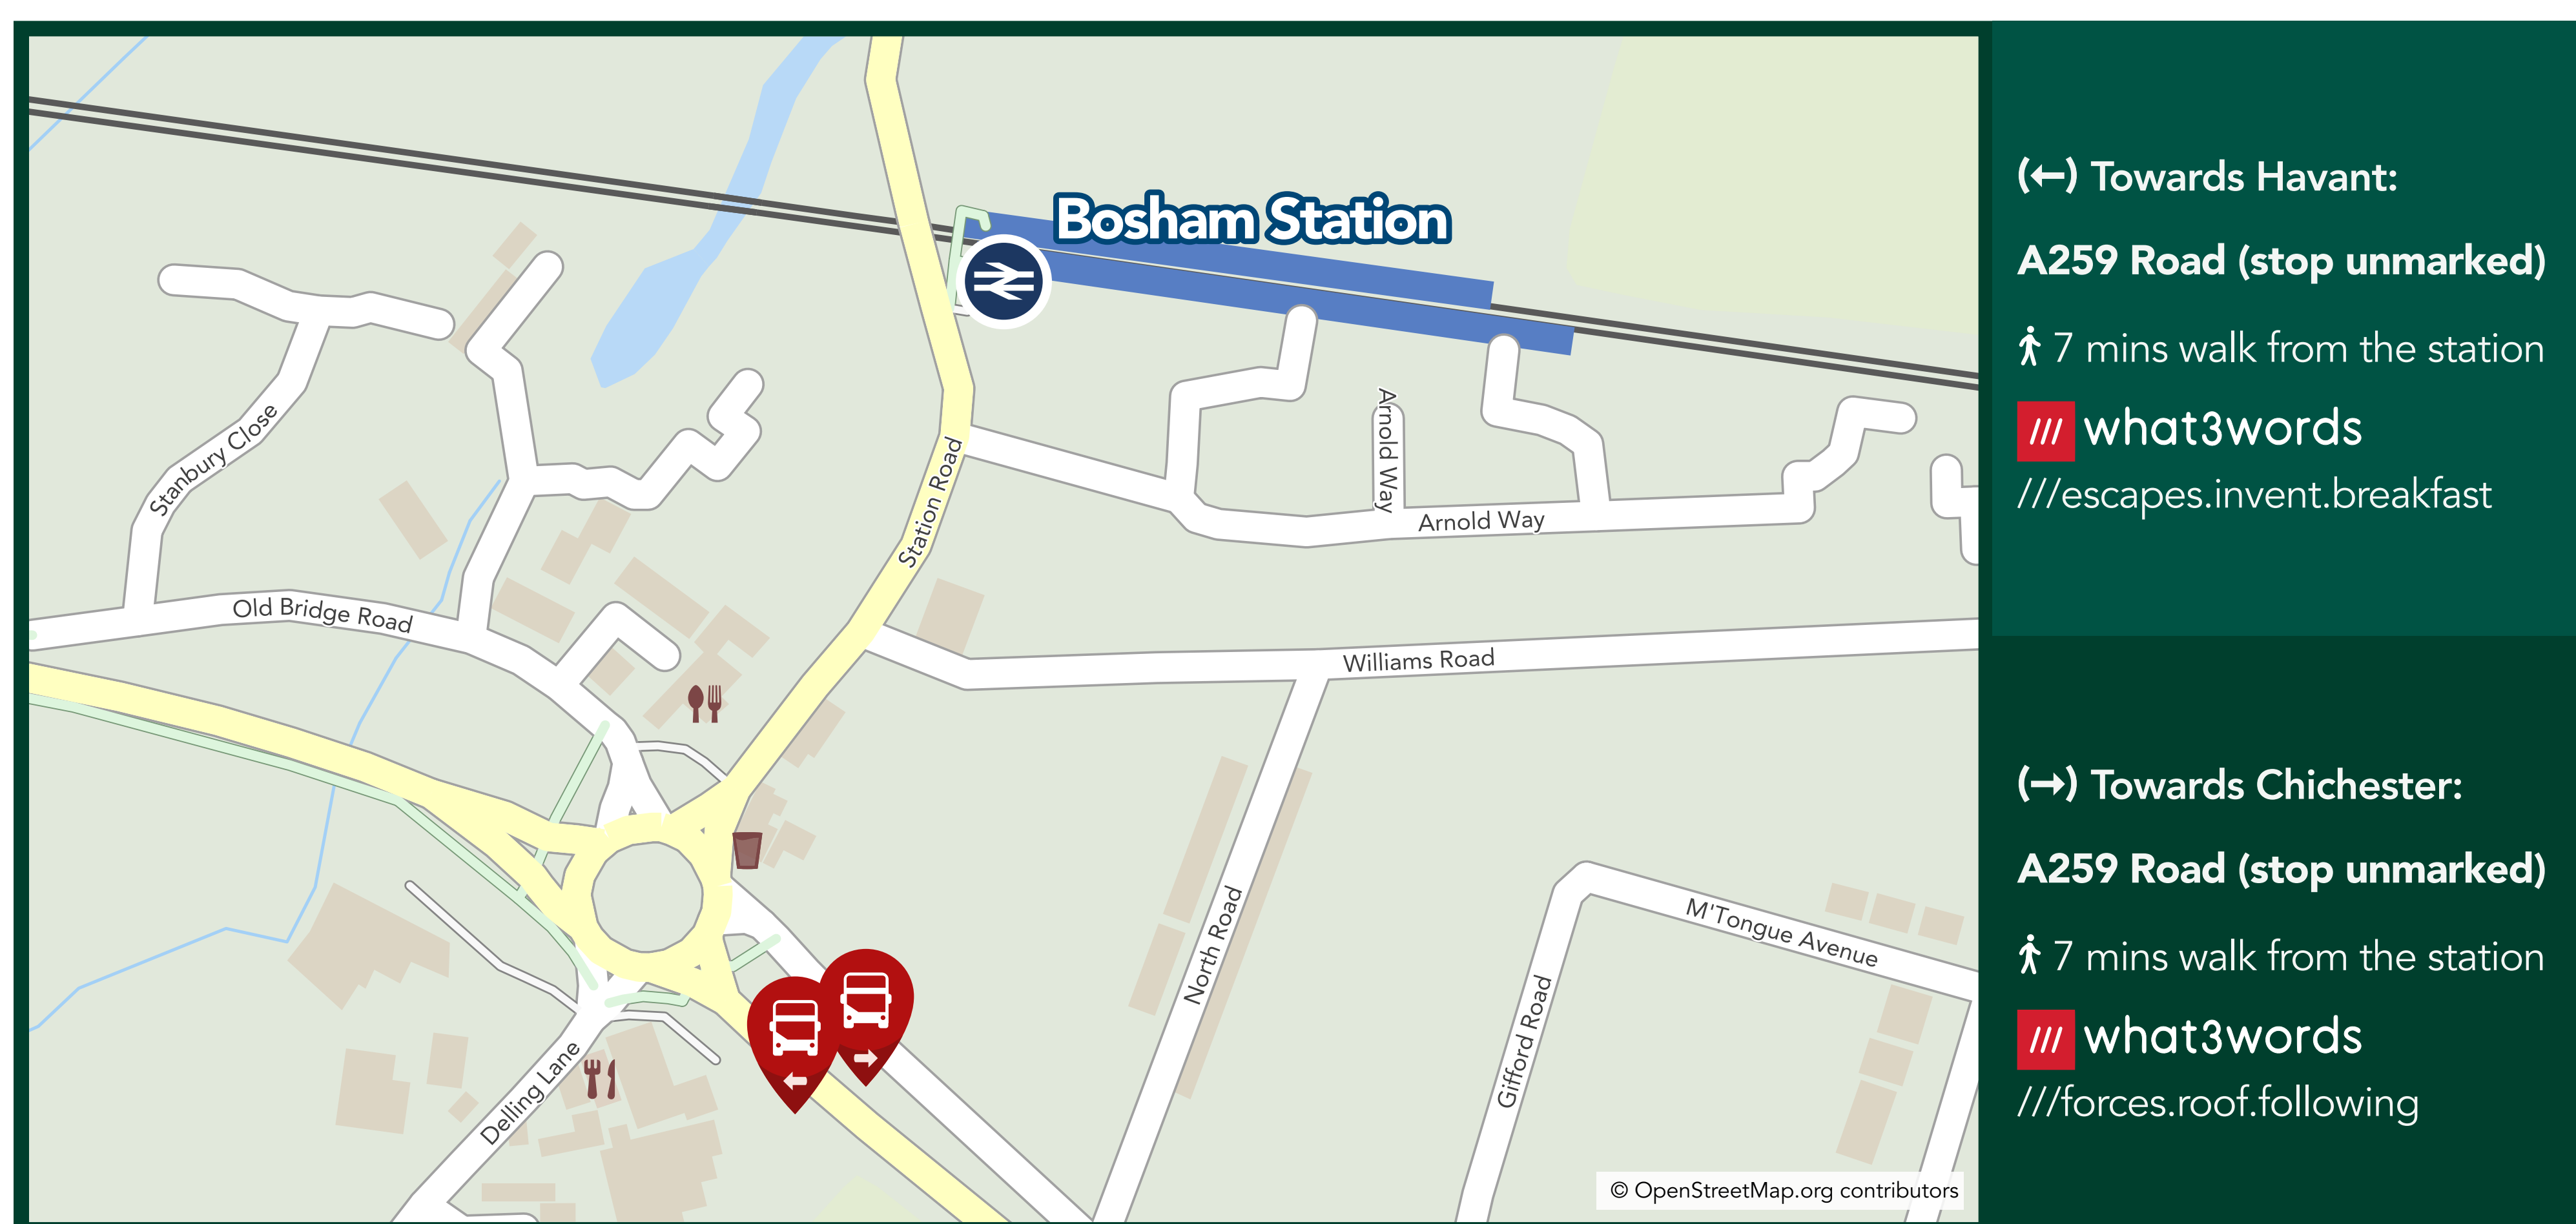 Bosham Station
Stanbury Close
Arnold Way
Station Road
Arnold Way
Old Bridge Road
Williams Road
North Road
M'Tongue Avenue
Gifford Road
Delling Lane
© OpenStreetMap.org contributors
(←) Towards Havant:
A259 Road (stop unmarked)
7 mins walk from the station
/// what3words
///escapes.invent.breakfast
(→) Towards Chichester:
A259 Road (stop unmarked)
7 mins walk from the station
/// what3words
///forces.roof.following